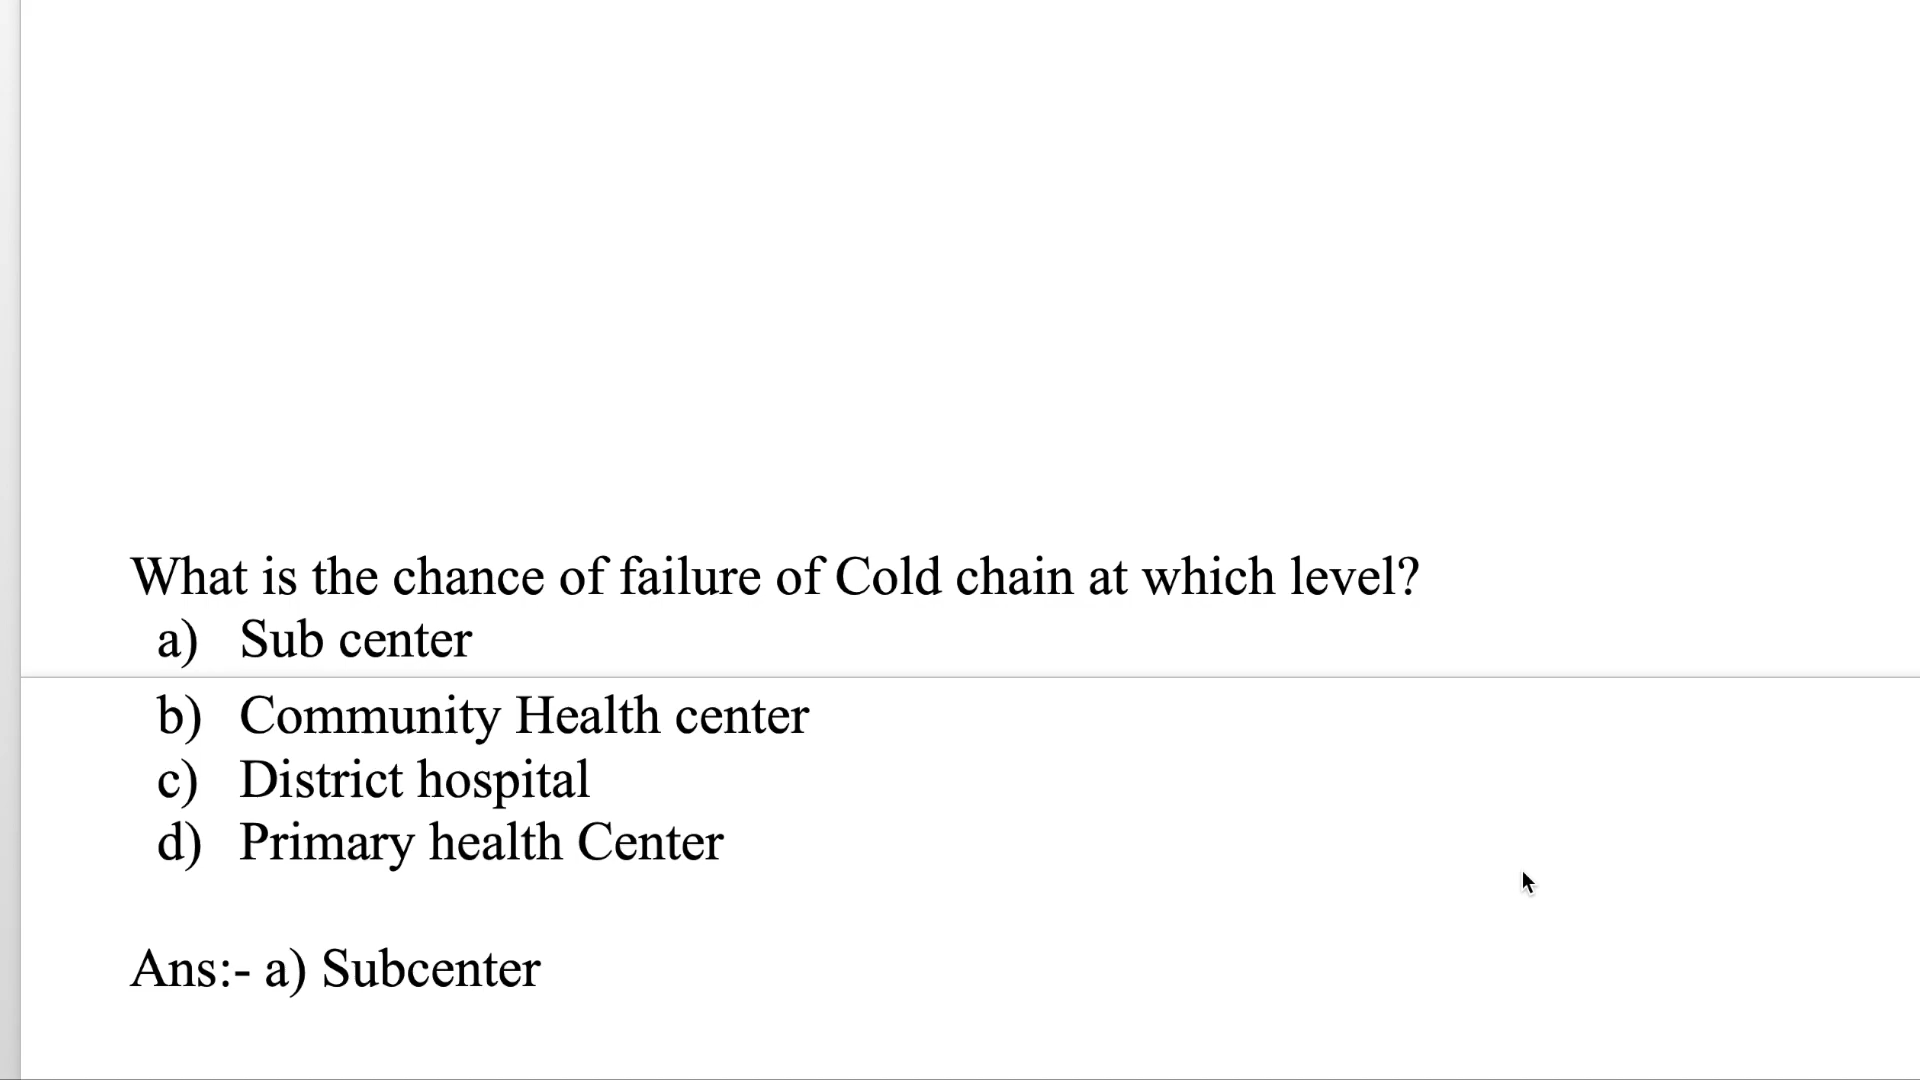 What is the chance of failure of Cold chain at which level?
a) Sub center
b) Community Health center
c) District hospital
d) Primary health Center
Ans:- a) Subcenter